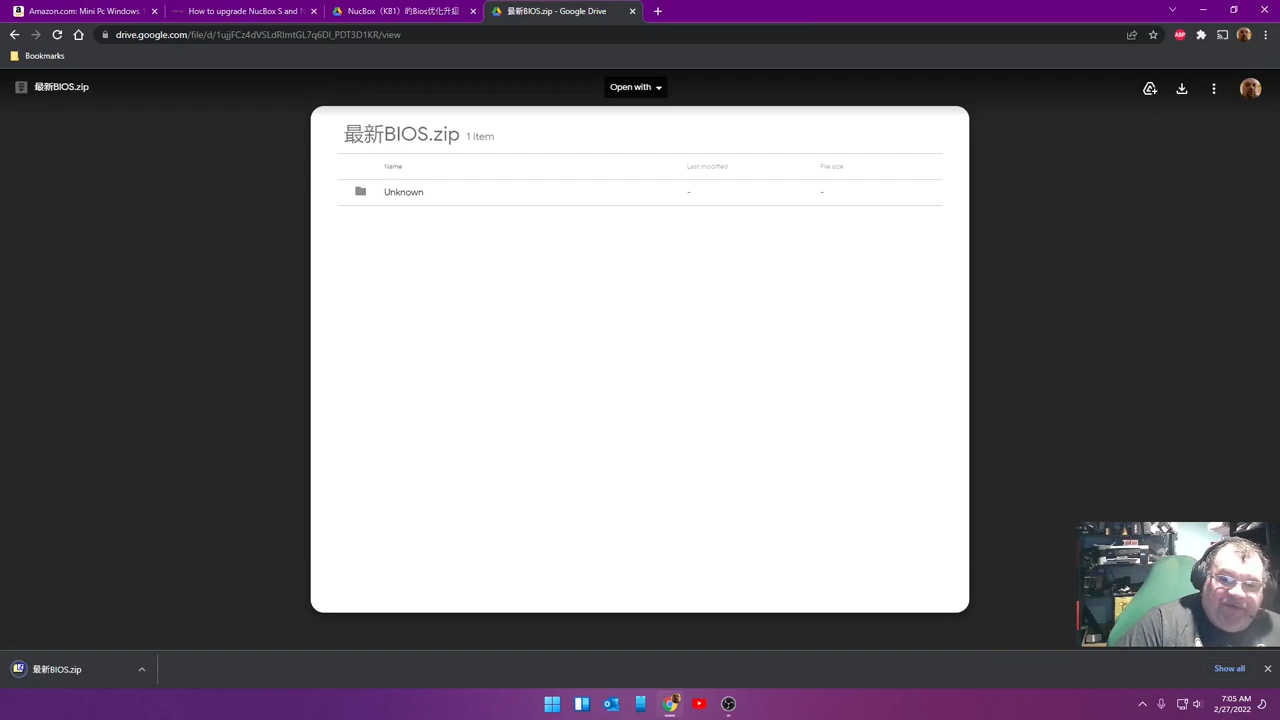 Amazon.com: Mini Pc Windows 1
How to upgrade NucBox S and N
NucBox（KB1）的Bios优化升级
最新BIOS.zip - Google Drive
drive.google.com/file/d/1ujjFCz4dVSLdRImtGL7q6DI_PDT3D1KR/view
ABP
Bookmarks
最新BIOS.zip
Open with
最新BIOS.zip 1 item
Name Last modified File size
Unknown - -
最新BIOS.zip
Show all
7:05 AM
2/27/2022